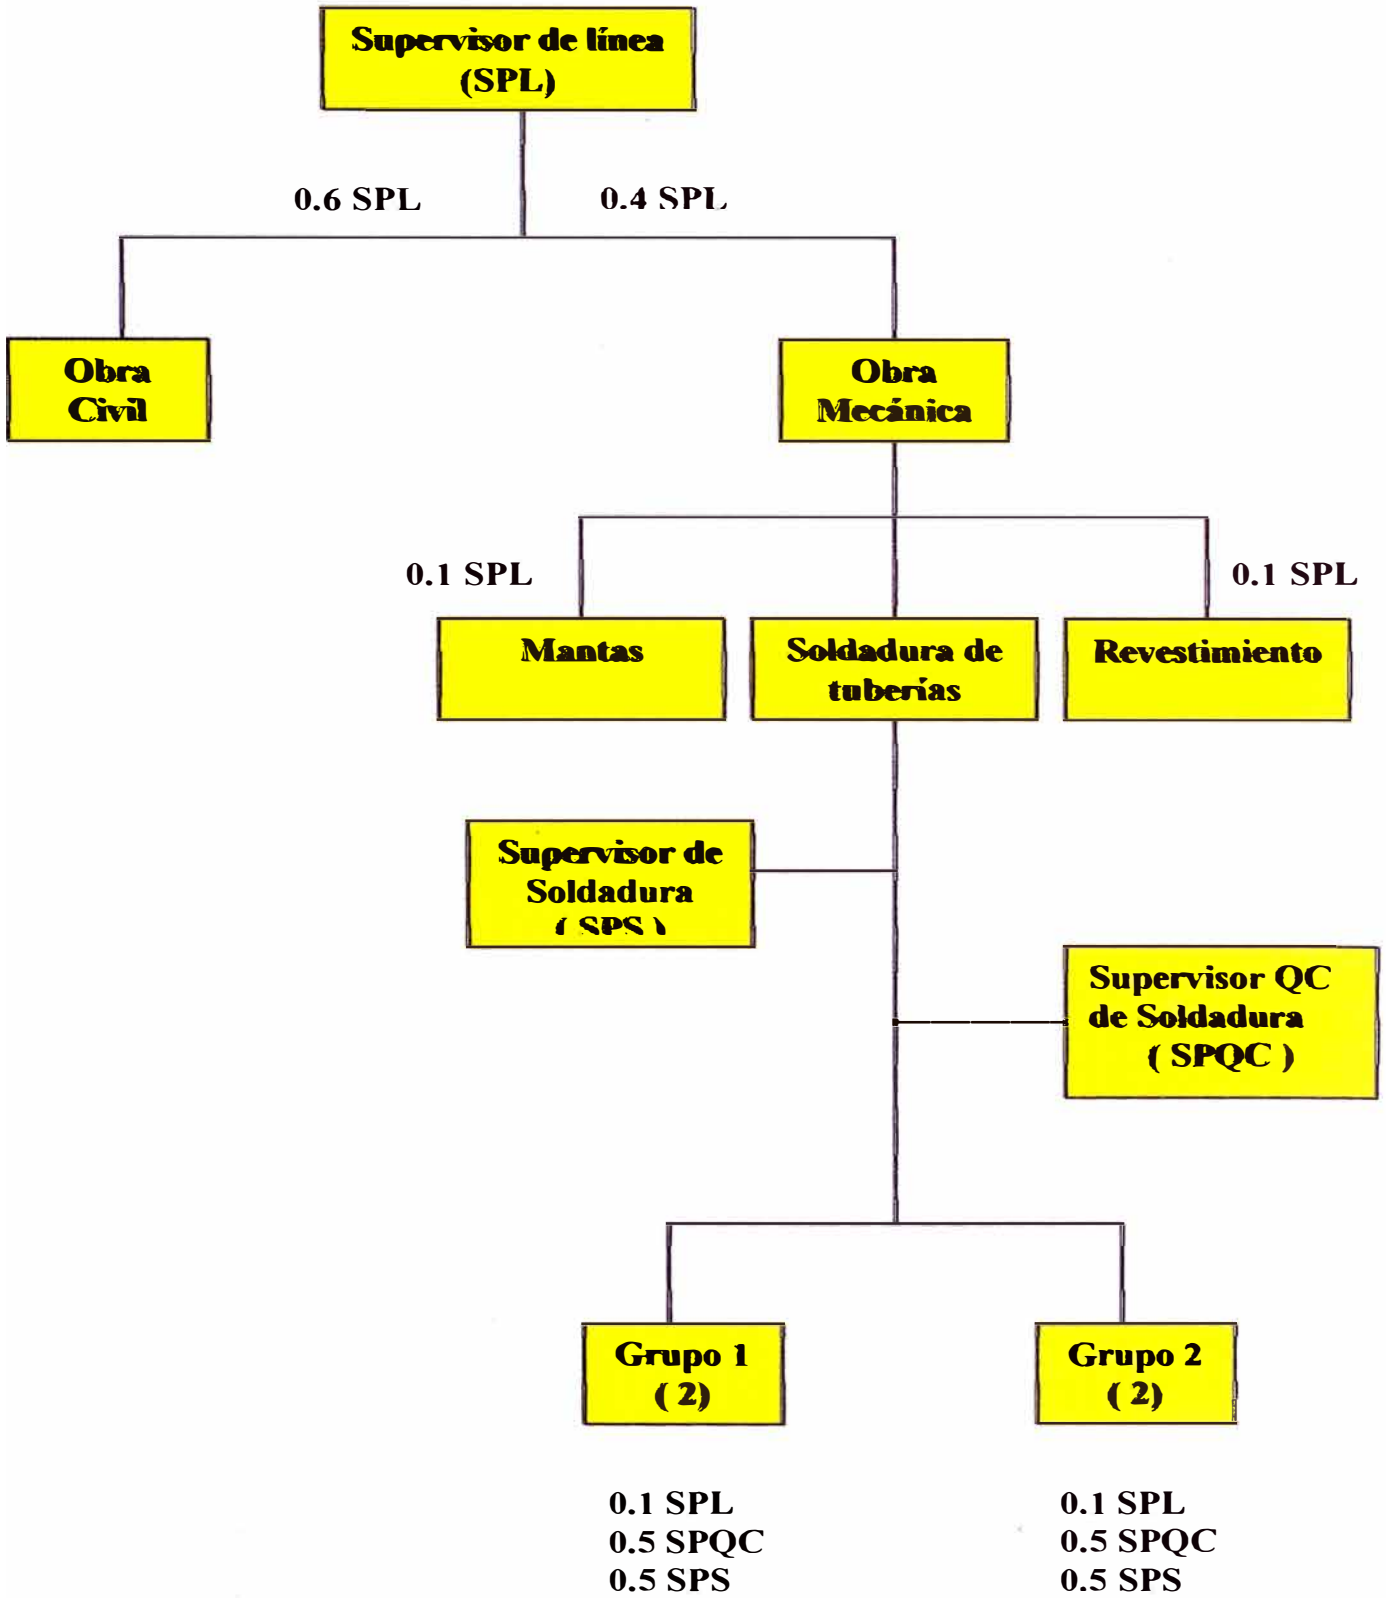 Supervisor de línea
(SPL)
0.6 SPL
0.4 SPL
Obra
Civil
Obra
Mecánica
0.1 SPL
0.1 SPL
Mantas
Soldadura de
tuberías
Revestimiento
Supervisor de
Soldadura
( SPS )
Supervisor QC
de Soldadura
( SPQC )
Grupo 1
( 2)
Grupo 2
( 2)
0.1 SPL
0.5 SPQC
0.5 SPS
0.1 SPL
0.5 SPQC
0.5 SPS